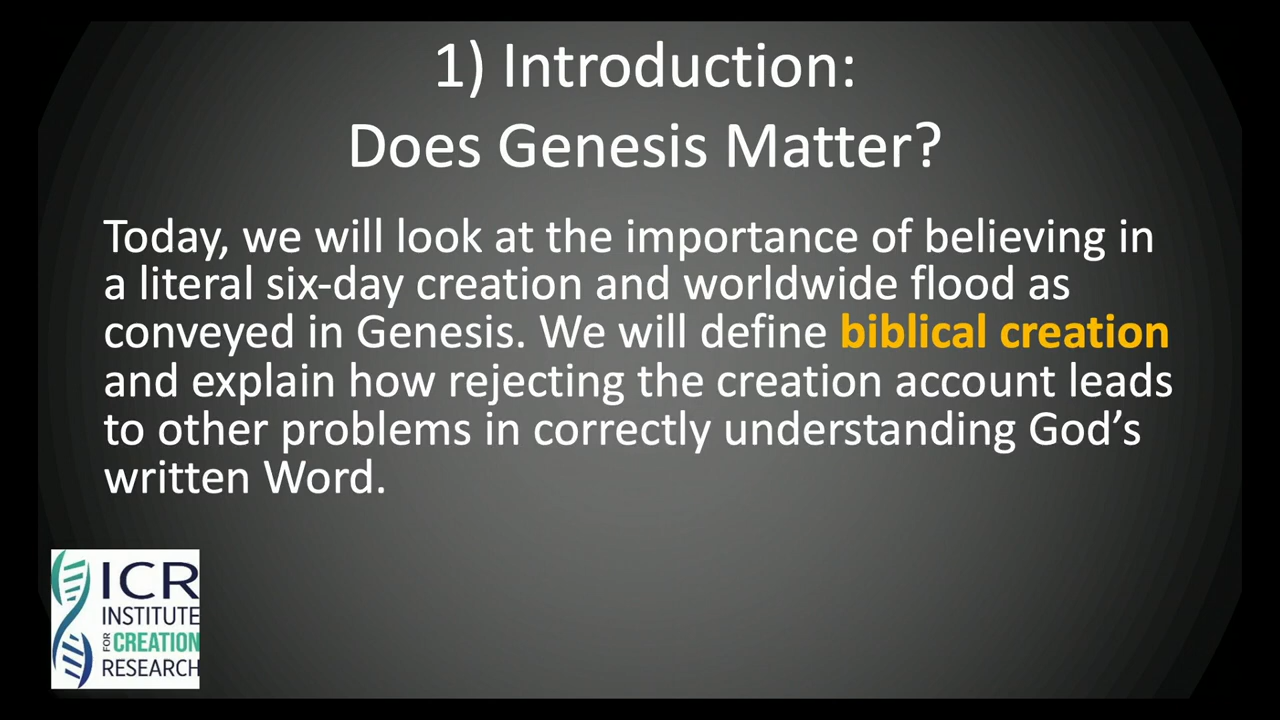 1) Introduction:
Does Genesis Matter?
Today, we will look at the importance of believing in
a literal six-day creation and worldwide flood as
conveyed in Genesis. We will define biblical creation
and explain how rejecting the creation account leads
to other problems in correctly understanding God’s
written Word.
ICR
INSTITUTE
FOR CREATION
RESEARCH